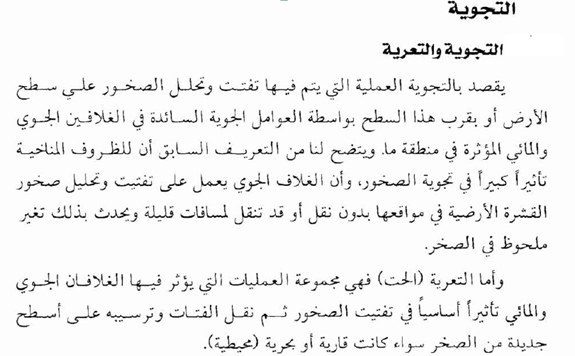 التجوية
التجوية والتعرية
يقصد بالتجوية العملية التي يتم فيها تفتت وتحلل الصخور علي سطح
الأرض أو بقرب هذا السطح بواسطة العوامل الجوية السائدة في الغلافين الجوي
والمائي المؤثرة في منطقة ما. ويتضح لنا من التعريف السابق أن للظروف المناخية
تأثيراً كبيراً في تجوية الصخور، وأن الغلاف الجوي يعمل على تفتيت وتحليل صخور
القشرة الأرضية في مواقعها بدون نقل أو قد تنقل لمسافات قليلة ويحدث بذلك تغير
ملحوظ في الصخر.
وأما التعرية (الحت) فهي مجموعة العمليات التي يؤثر فيها الغلافان الجوي
والمائي تأثيراً أساسياً في تفتيت الصخور ثم نقل الفتات وترسيبه على أسطح
جديدة من الصخر سواء كانت قارية أو بحرية (محيطية).